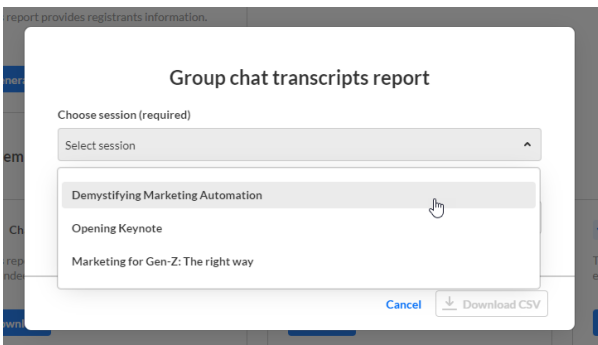 report provides registrants information.
Group chat transcripts report
Choose session (required)
Select session
Demystifying Marketing Automation
Opening Keynote
Marketing for Gen-Z: The right way
Cancel
Download CSV